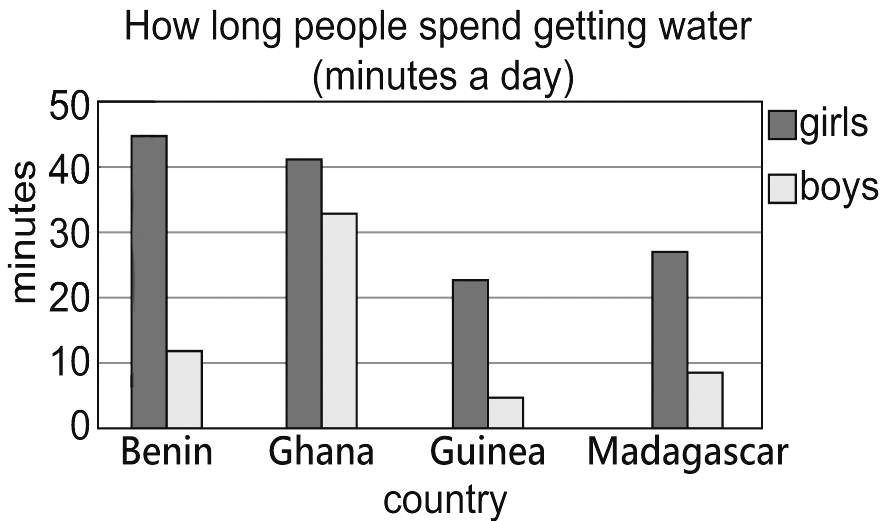 How long people spend getting water
(minutes a day)
50
40
30
20
10
0
minutes
girls
boys
Benin Ghana Guinea Madagascar
country